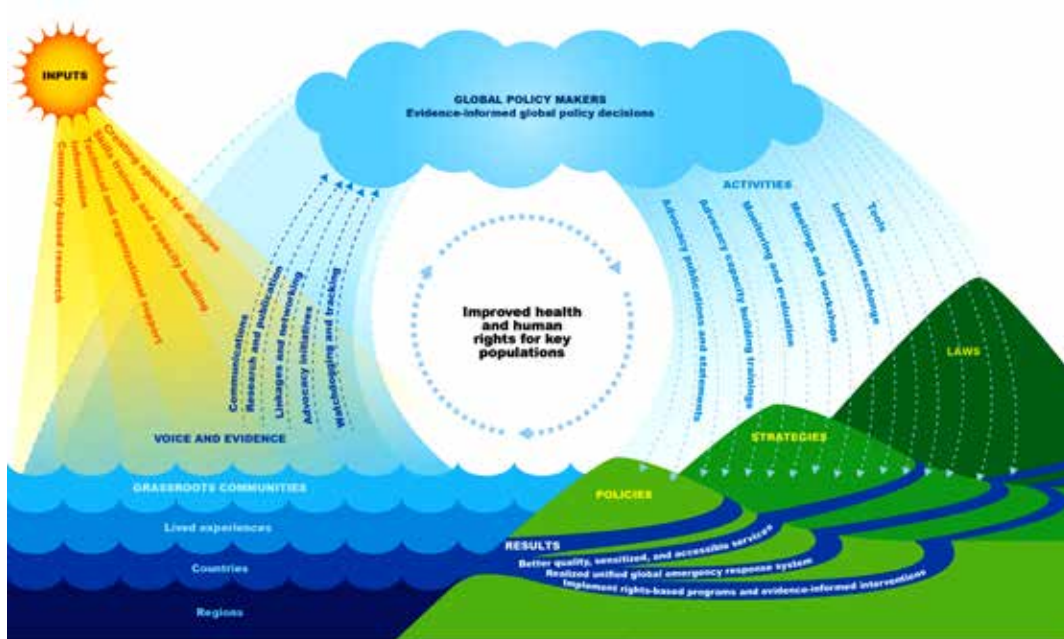 INPUTS
Community-based research
Information
Technical and organizational support
Skills training and capacity building
Creating spaces for dialogue
GLOBAL POLICY MAKERS
Evidence-informed global policy decisions
Communications
Research and publication
Linkages and networking
Advocacy initiatives
Watchdogging and tracking
VOICE AND EVIDENCE
Improved health
and human
rights for key
populations
ACTIVITIES
Advocacy publications and statements
Advocacy capacity building trainings
Monitoring and evaluation
Meetings and workshops
Information exchange
Tools
LAWS
STRATEGIES
POLICIES
GRASSROOTS COMMUNITIES
Lived experiences
Countries
Regions
RESULTS
Better quality, sensitized, and accessible services
Realized unified global emergency response system
Implement rights-based programs and evidence-informed interventions